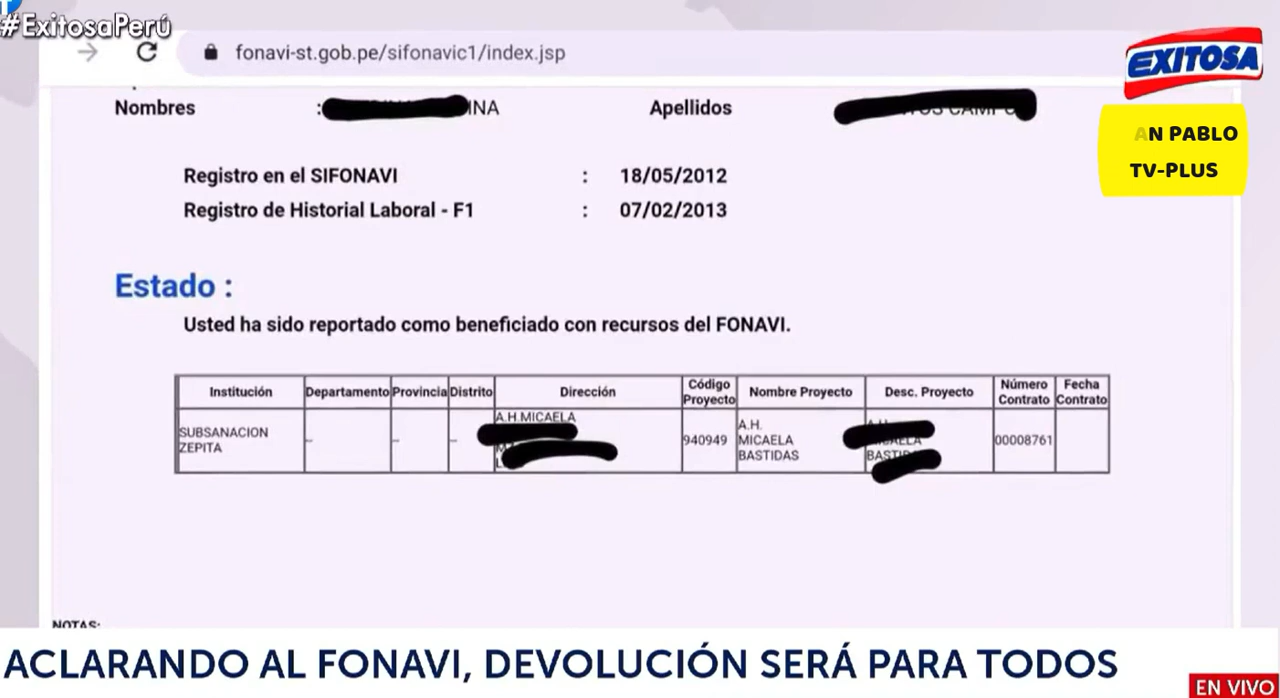 #ExitosaPerú
fonavi-st.gob.pe/sifonavic1/index.jsp
EXITOSA
AN PABLO
TV-PLUS
Nombres : INA Apellidos
Registro en el SIFONAVI : 18/05/2012
Registro de Historial Laboral - F1 : 07/02/2013
Estado :
Usted ha sido reportado como beneficiado con recursos del FONAVI.
Institución Departamento Provincia Distrito Dirección Código Proyecto Nombre Proyecto Desc. Proyecto Número Contrato Fecha Contrato
SUBSANACION ZEPITA -- -- -- A.H.MICAELA 940949 A.H. MICAELA BASTIDAS 00008761
NOTAS:
ACLARANDO AL FONAVI, DEVOLUCIÓN SERÁ PARA TODOS
EN VIVO